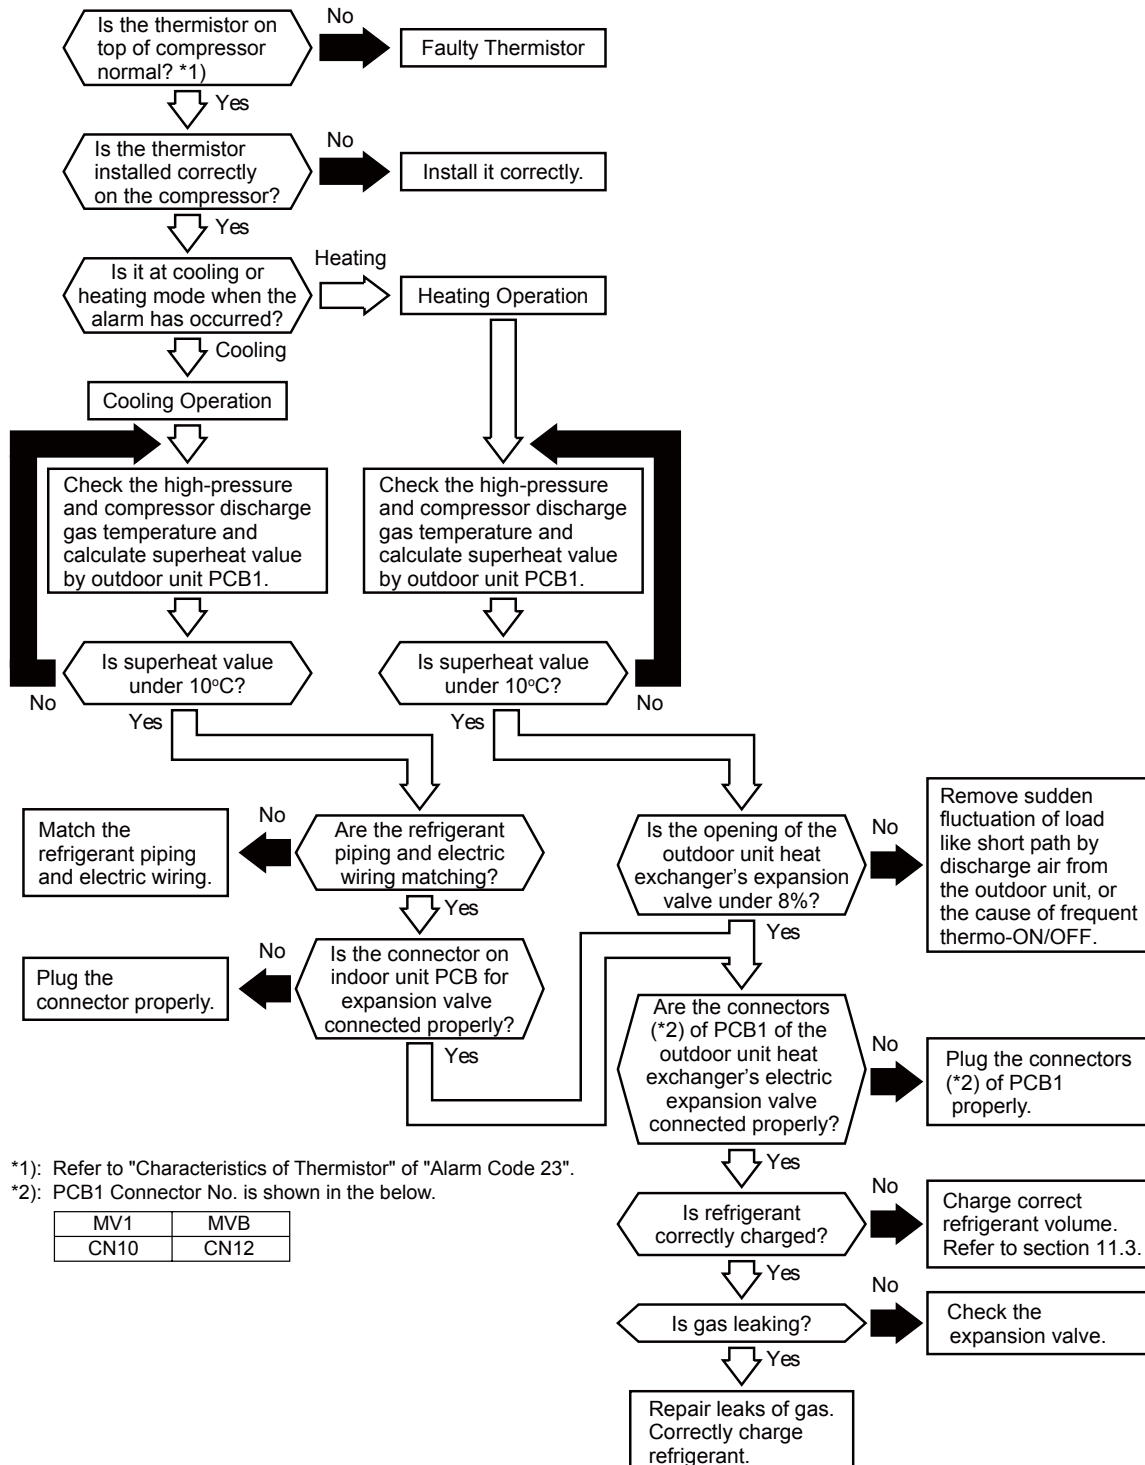 Is the thermistor on
top of compressor
normal? *1)
No
Faulty Thermistor
Yes
Is the thermistor
installed correctly
on the compressor?
No
Install it correctly.
Yes
Is it at cooling or
heating mode when the
alarm has occurred?
Heating
Heating Operation
Cooling
Cooling Operation
Check the high-pressure
and compressor discharge
gas temperature and
calculate superheat value
by outdoor unit PCB1.
Check the high-pressure
and compressor discharge
gas temperature and
calculate superheat value
by outdoor unit PCB1.
Is superheat value
under 10°C?
No
Yes
Is superheat value
under 10°C?
No
Yes
Are the refrigerant
piping and electric
wiring matching?
No
Match the
refrigerant piping
and electric wiring.
Yes
Is the connector on
indoor unit PCB for
expansion valve
connected properly?
No
Plug the
connector properly.
Yes
Is the opening of the
outdoor unit heat
exchanger's expansion
valve under 8%?
No
Remove sudden
fluctuation of load
like short path by
discharge air from
the outdoor unit, or
the cause of frequent
thermo-ON/OFF.
Yes
Are the connectors
(*2) of PCB1 of the
outdoor unit heat
exchanger's electric
expansion valve
connected properly?
No
Plug the connectors
(*2) of PCB1
properly.
Yes
Is refrigerant
correctly charged?
No
Charge correct
refrigerant volume.
Refer to section 11.3.
Yes
Is gas leaking?
No
Check the
expansion valve.
Yes
Repair leaks of gas.
Correctly charge
refrigerant.
*1): Refer to "Characteristics of Thermistor" of "Alarm Code 23".
*2): PCB1 Connector No. is shown in the below.
MV1 MVB
CN10 CN12